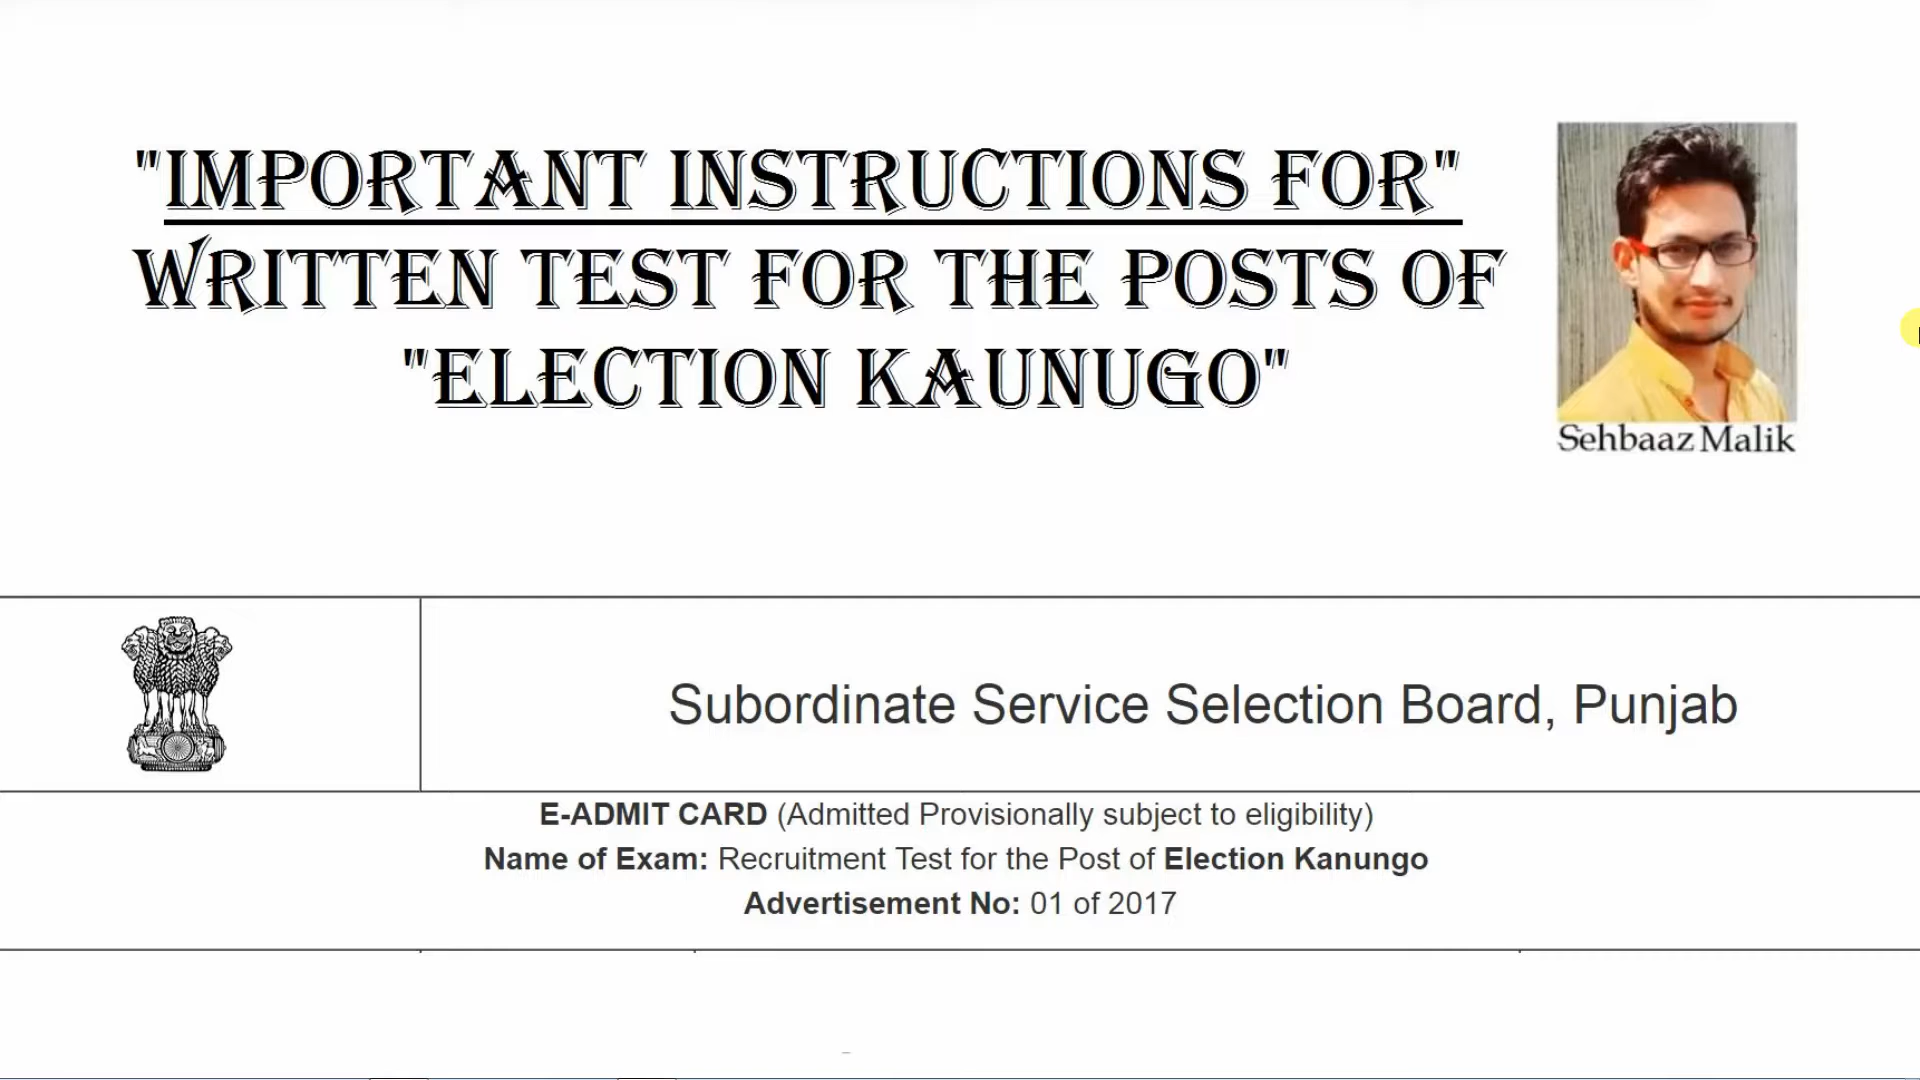 "IMPORTANT INSTRUCTIONS FOR"
WRITTEN TEST FOR THE POSTS OF
"ELECTION KAUNUGO"
Sehbaaz Malik
Subordinate Service Selection Board, Punjab
E-ADMIT CARD (Admitted Provisionally subject to eligibility)
Name of Exam: Recruitment Test for the Post of Election Kanungo
Advertisement No: 01 of 2017